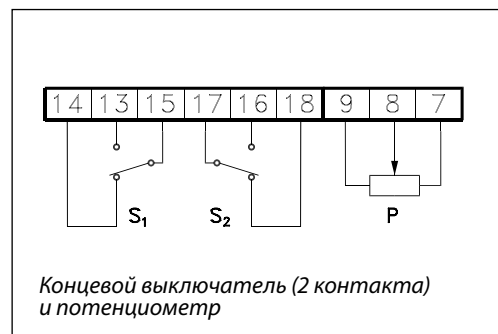 14 13 15 17 16 18 9 8 7
S₁ S₂ P
Концевой выключатель (2 контакта)
и потенциометр